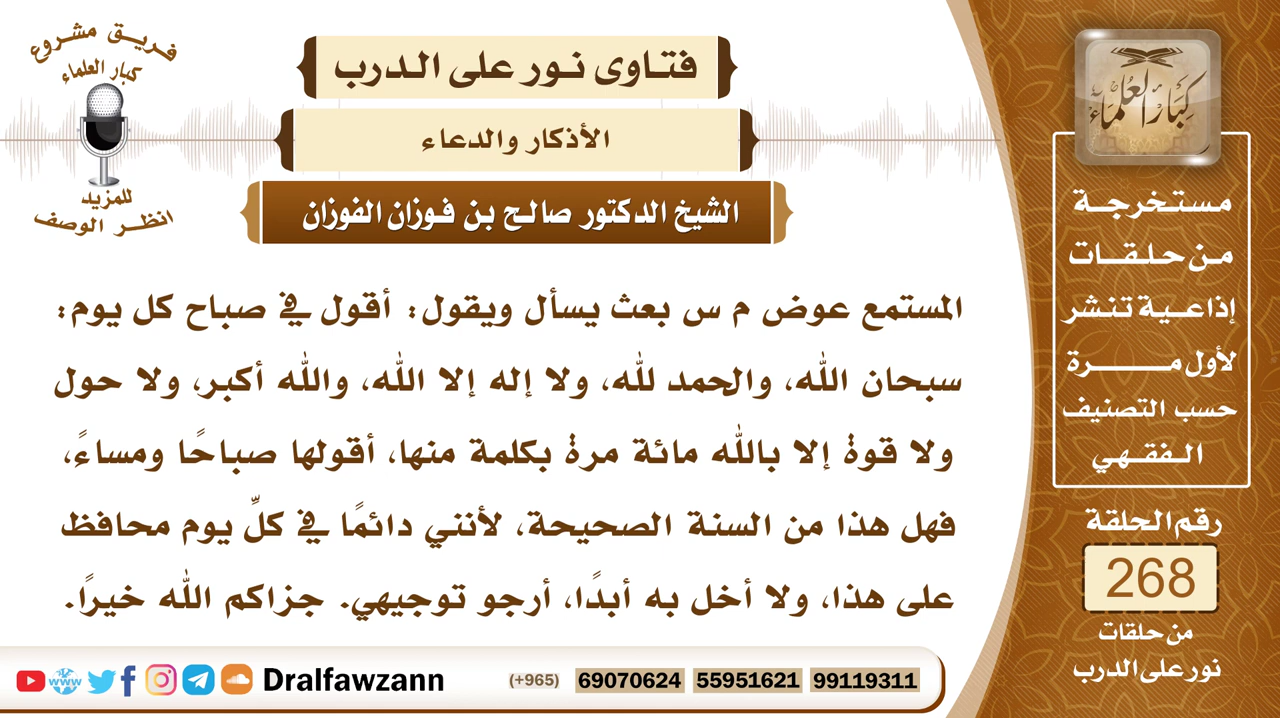 فريق مشروع
كبار العلماء
للمزيد
انظر الوصف
فتاوى نور على الدرب
الأذكار والدعاء
الشيخ الدكتور صالح بن فوزان الفوزان
المستمع عوض م س بعث يسأل ويقول: أقول في صباح كل يوم:
سبحان الله، والحمد لله، ولا إله إلا الله، والله أكبر، ولا حول
ولا قوة إلا بالله مائة مرة بكلمة منها، أقولها صباحًا ومساءً،
فهل هذا من السنة الصحيحة، لأنني دائمًا في كلِّ يوم محافظ
على هذا، ولا أخل به أبدًا، أرجو توجيهي. جزاكم الله خيرًا.
كبار العلماء
مستخرجة
من حلقات
إذاعية تنشر
لأول مرة
حسب التصنيف
الفقهي
رقم الحلقة
268
من حلقات
نور على الدرب
www Dralfawzann (+965) 69070624 55951621 99119311